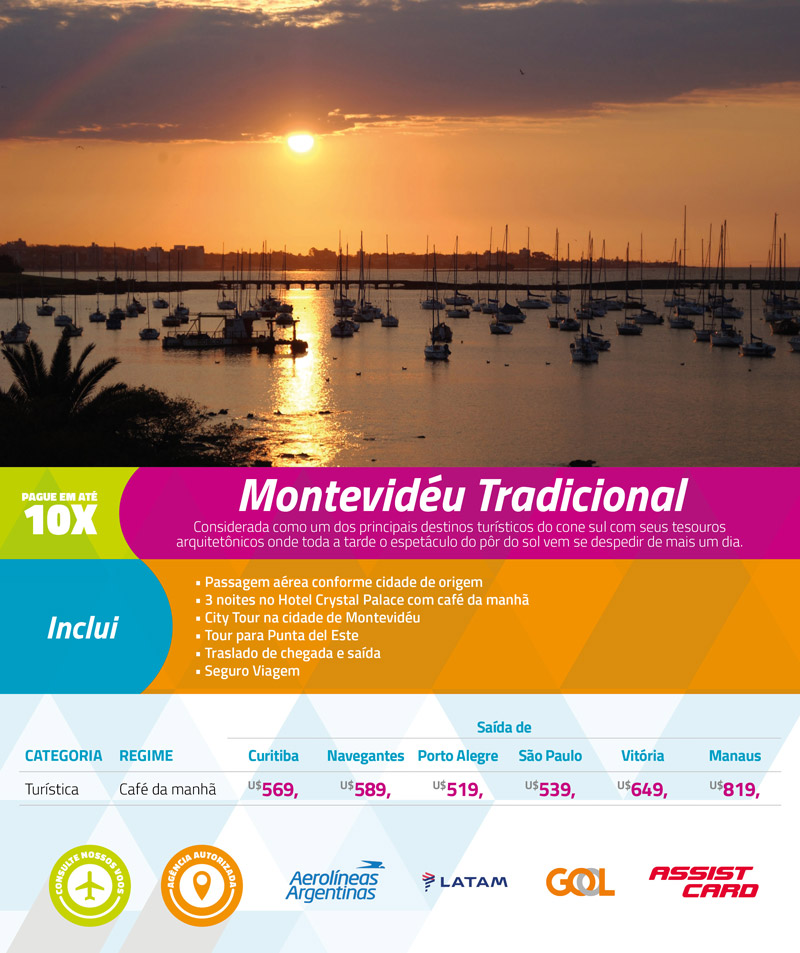 PAGUE EM ATÉ
10X
Montevidéu Tradicional
Considerada como um dos principais destinos turísticos do cone sul com seus tesouros
arquitetônicos onde toda a tarde o espetáculo do pôr do sol vem se despedir de mais um dia.
Inclui
• Passagem aérea conforme cidade de origem
• 3 noites no Hotel Crystal Palace com café da manhã
• City Tour na cidade de Montevidéu
• Tour para Punta del Este
• Traslado de chegada e saída
• Seguro Viagem
Saída de
CATEGORIA REGIME Curitiba Navegantes Porto Alegre São Paulo Vitória Manaus
Turística Café da manhã U$569, U$589, U$519, U$539, U$649, U$819,
CONSULTE NOSSOS VOOS
AGÊNCIA AUTORIZADA
Aerolíneas
Argentinas
LATAM
GOL
ASSIST
CARD